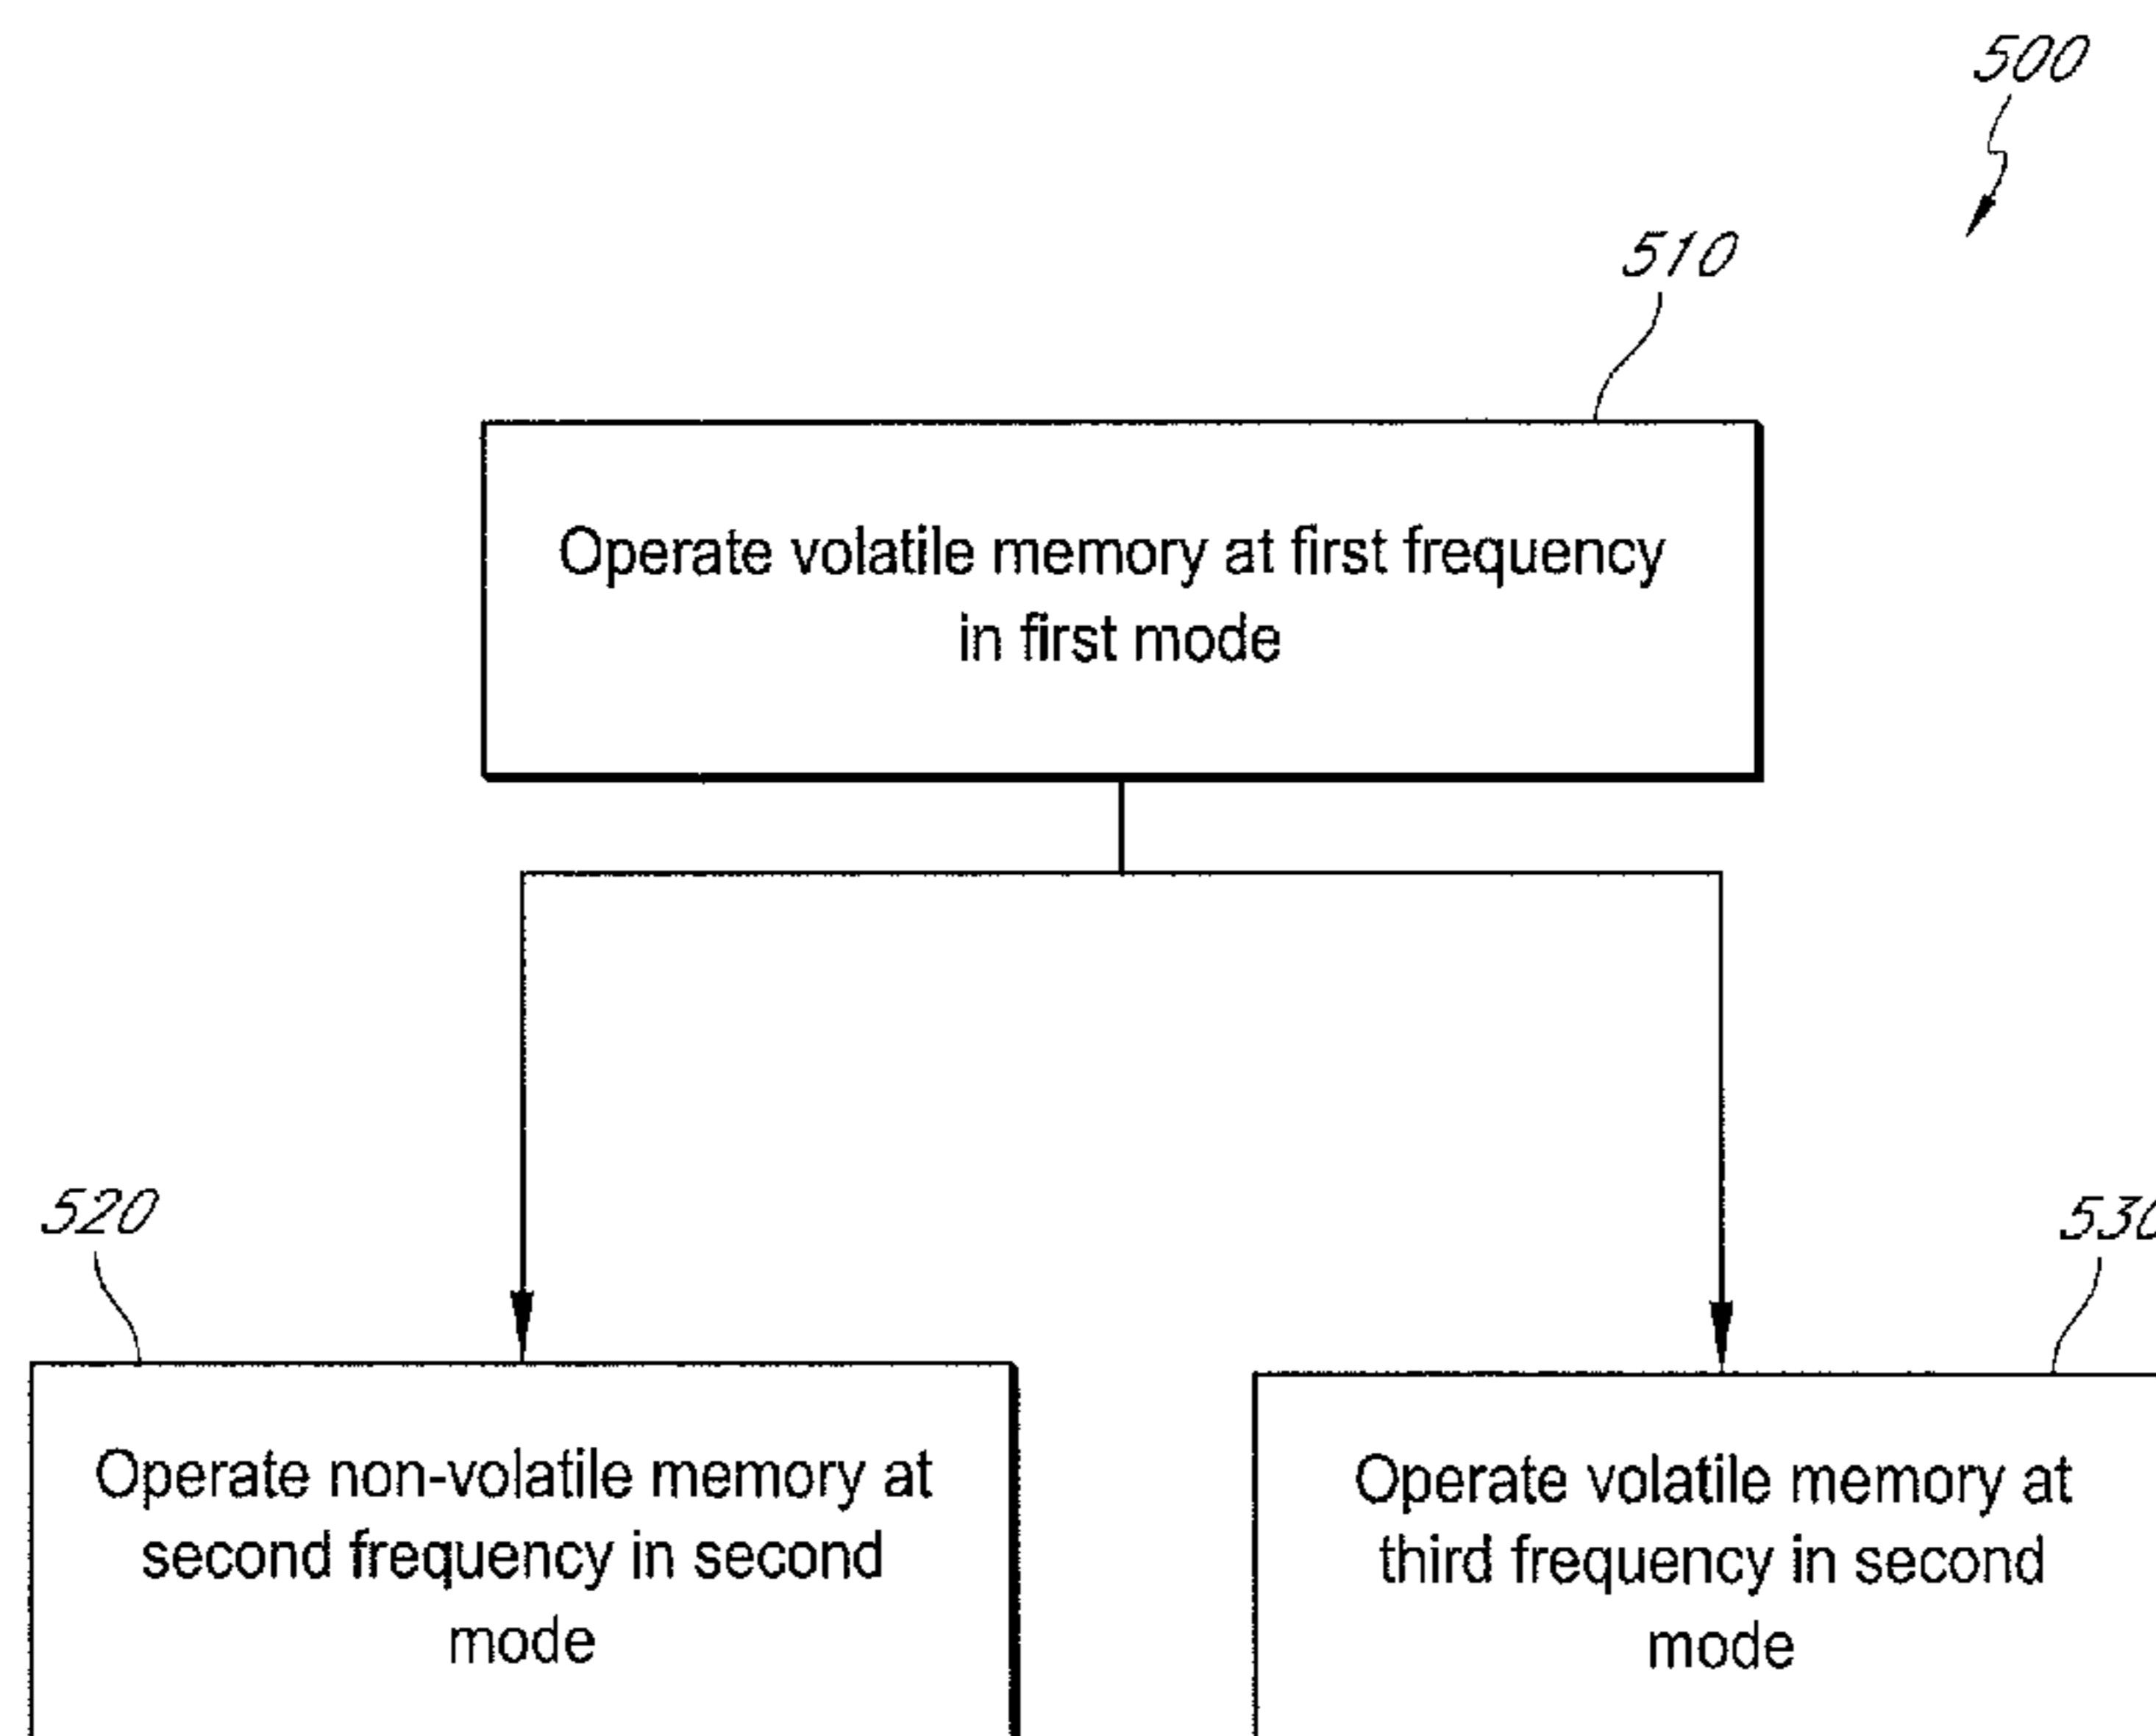 500
510
Operate volatile memory at first frequency
in first mode
520
530
Operate non-volatile memory at
second frequency in second
mode
Operate volatile memory at
third frequency in second
mode